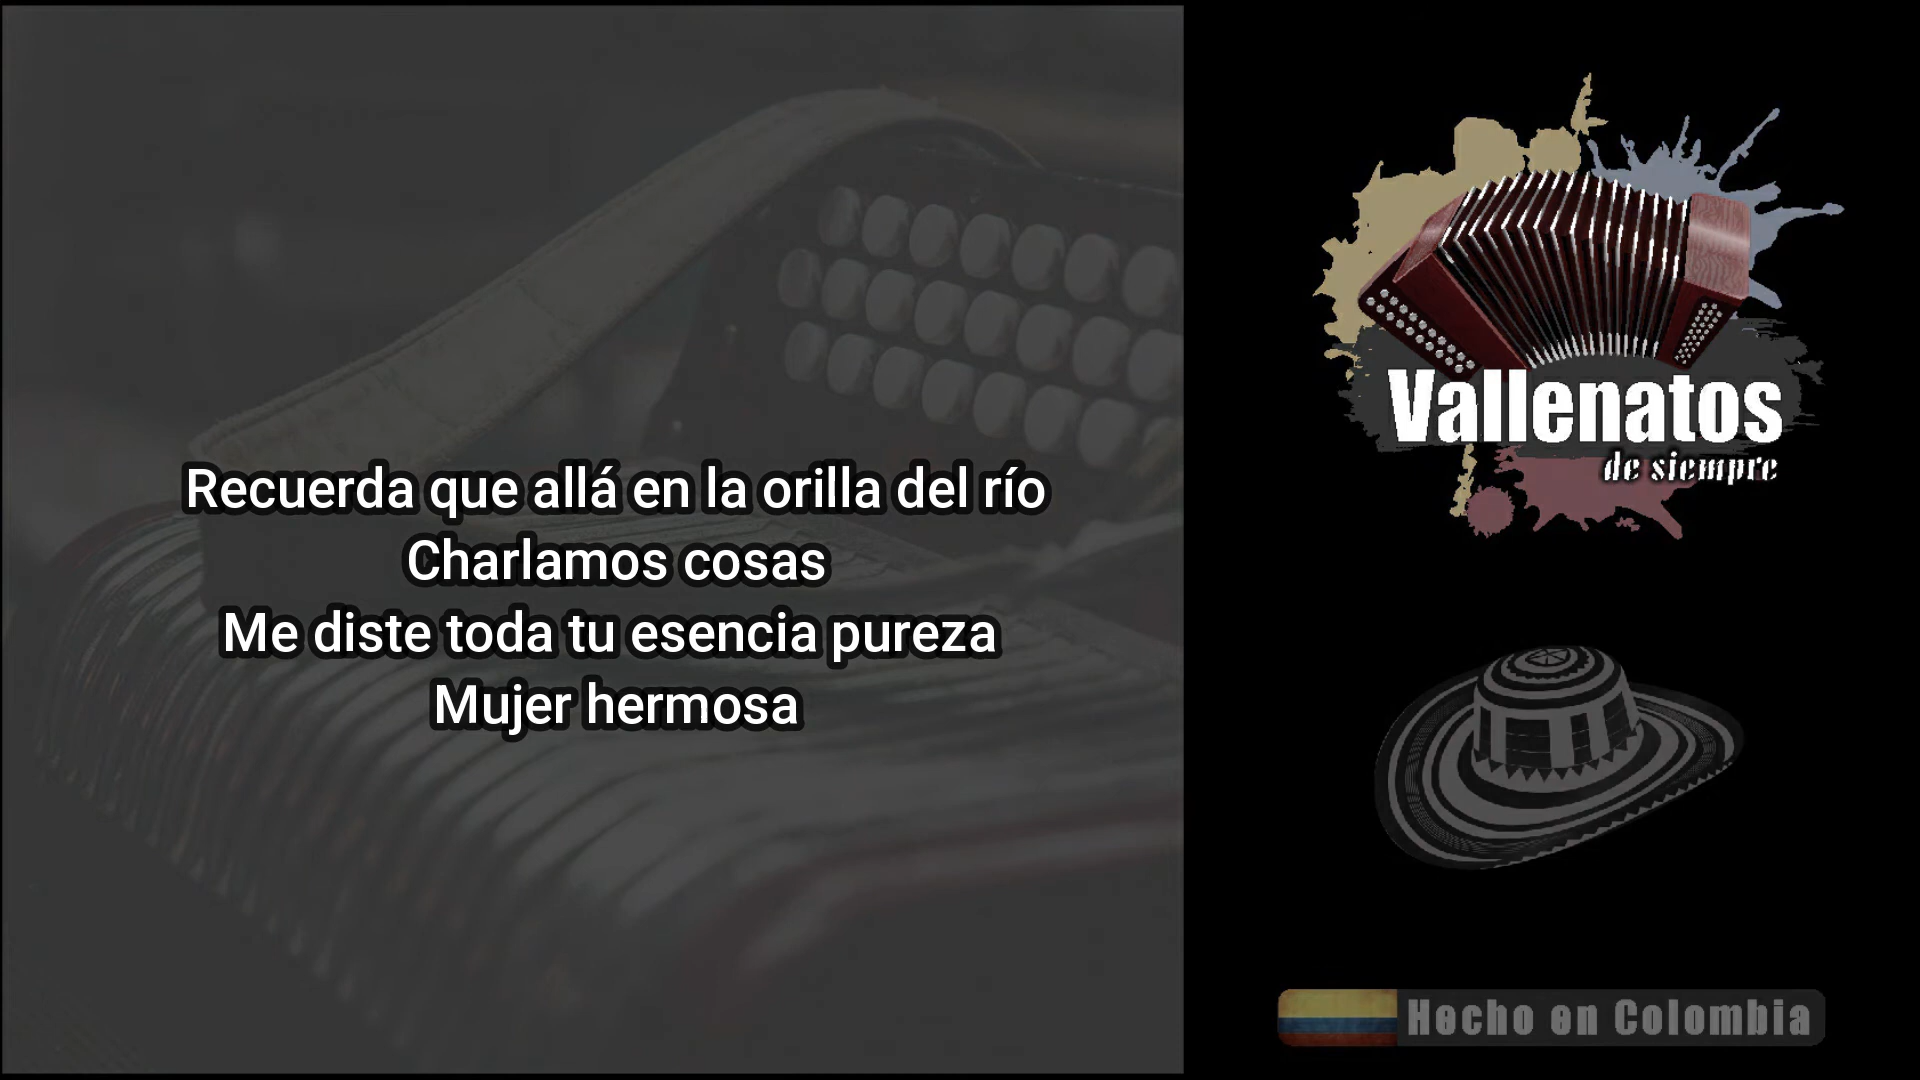 Recuerda que allá en la orilla del río
Charlamos cosas
Me diste toda tu esencia pureza
Mujer hermosa
Vallenatos
de siempre
Hecho en Colombia